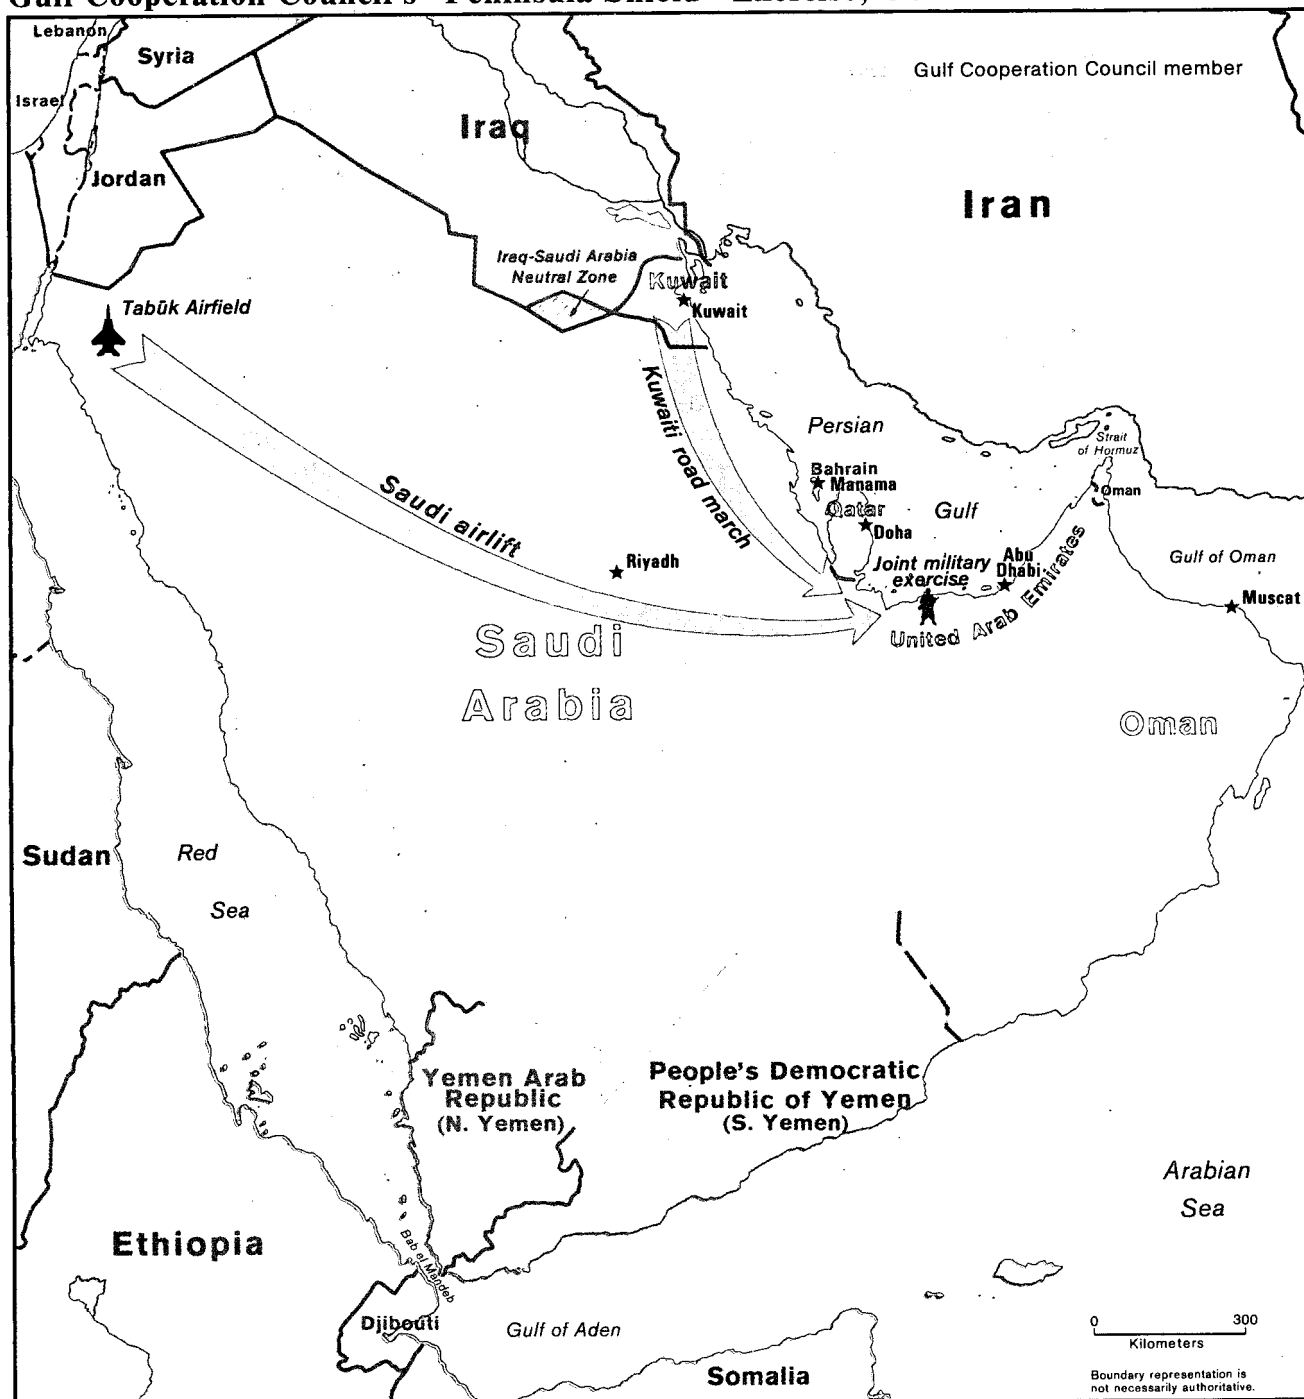 Gulf Cooperation Council's "Peninsula Shield" Exercise,
Lebanon
Syria
Israel
Gulf Cooperation Council member
Iraq
Jordan
Iran
Iraq-Saudi Arabia
Neutral Zone
Kuwait
Kuwait
Tabūk Airfield
Kuwaiti road march
Persian
Gulf
Strait
of Hormuz
Bahrain
Manama
Qatar
Doha
Oman
Saudi airlift
Riyadh
Joint military
exercise
Abu
Dhabi
Gulf of Oman
Muscat
United Arab Emirates
Saudi
Arabia
Oman
Sudan
Red
Sea
Yemen Arab
Republic
(N. Yemen)
People's Democratic
Republic of Yemen
(S. Yemen)
Arabian
Sea
Ethiopia
Bab el Mandeb
Djibouti
Gulf of Aden
Somalia
0 300
Kilometers
Boundary representation is
not necessarily authoritative.